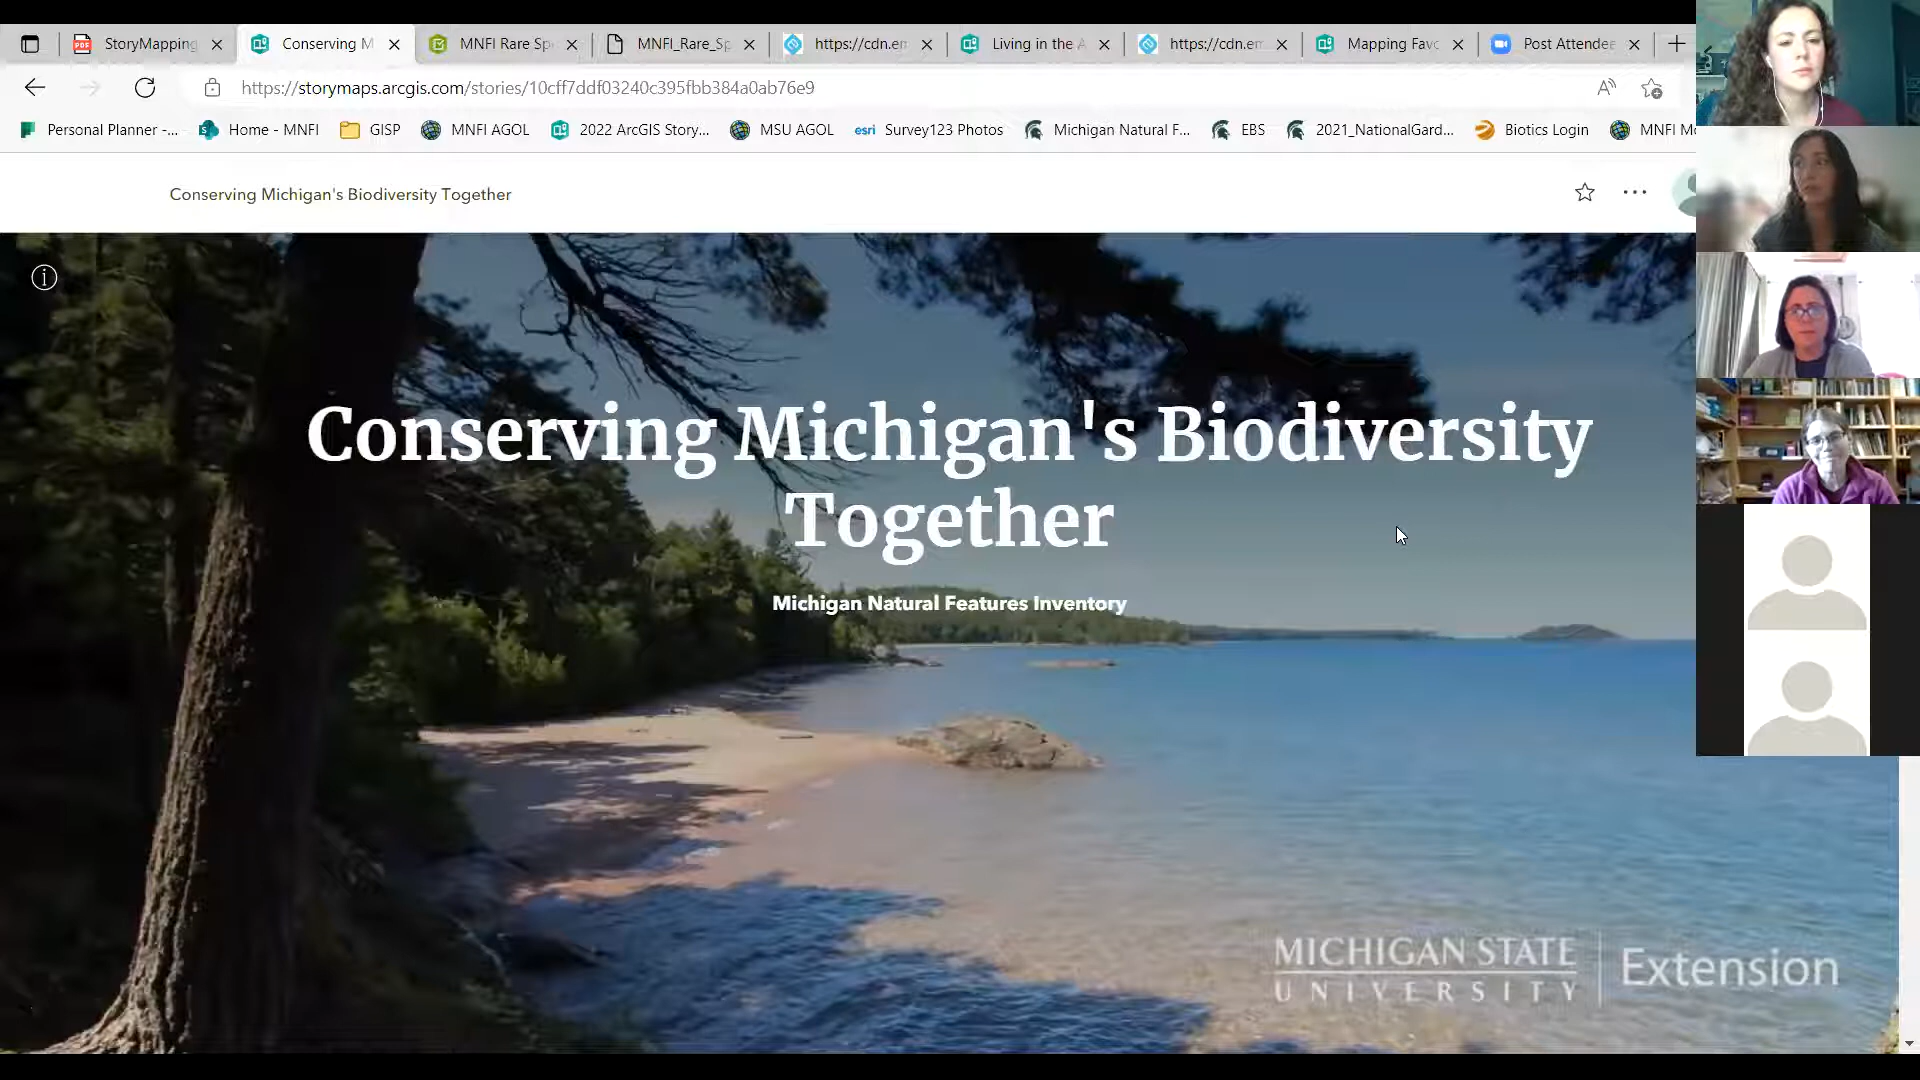 StoryMapping
Conserving M
MNFI Rare Sp
MNFI_Rare_Sp
https://cdn.em
Living in the A
https://cdn.em
Mapping Favo
Post Attendee
https://storymaps.arcgis.com/stories/10cff7ddf03240c395fbb384a0ab76e9
Personal Planner -...
Home - MNFI
GISP
MNFI AGOL
2022 ArcGIS Story...
MSU AGOL
esri
Survey123 Photos
Michigan Natural F...
EBS
2021_NationalGard...
Biotics Login
MNFI Mo
Conserving Michigan's Biodiversity Together
Conserving Michigan's Biodiversity
Together
Michigan Natural Features Inventory
MICHIGAN STATE
UNIVERSITY
Extension